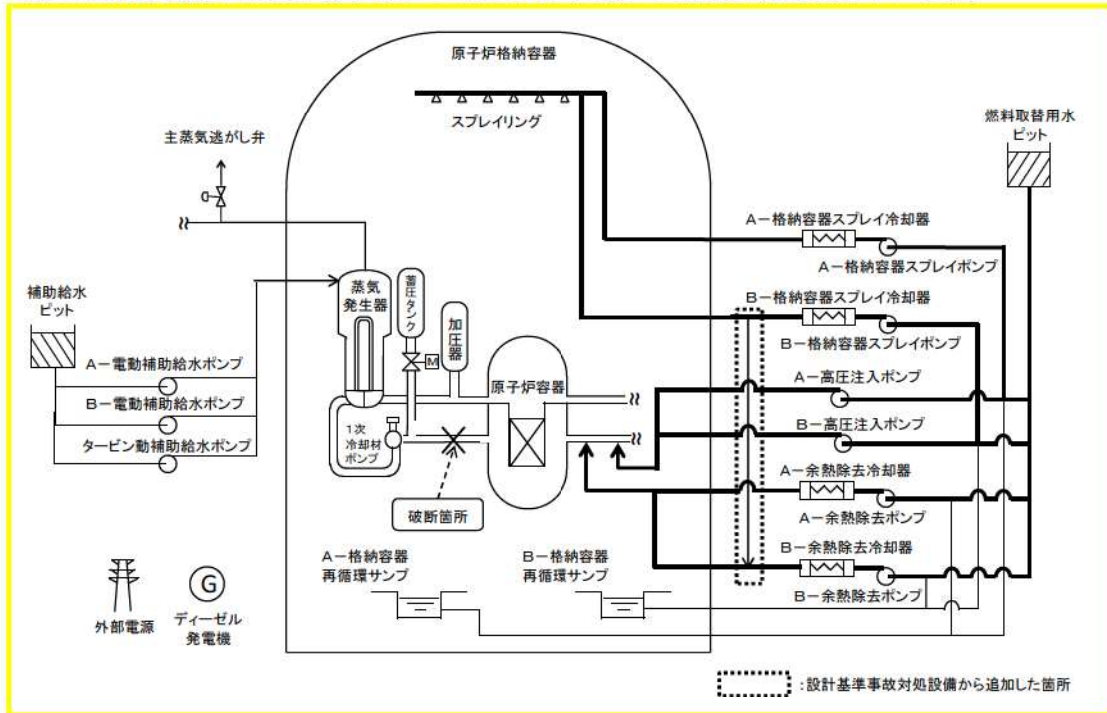 原子炉格納容器
スプレイリング
主蒸気逃がし弁
燃料取替用水
ピット
A－格納容器スプレイ冷却器
A－格納容器スプレイポンプ
補助給水
ピット
蒸気
発生器
蓄圧タンク
加圧器
M
B－格納容器スプレイ冷却器
B－格納容器スプレイポンプ
A－電動補助給水ポンプ
B－電動補助給水ポンプ
タービン動補助給水ポンプ
原子炉容器
A－高圧注入ポンプ
B－高圧注入ポンプ
1次
冷却材
ポンプ
破断箇所
A－余熱除去冷却器
A－余熱除去ポンプ
B－余熱除去冷却器
B－余熱除去ポンプ
A－格納容器
再循環サンプ
B－格納容器
再循環サンプ
外部電源
G
ディーゼル
発電機
：設計基準事故対処設備から追加した箇所